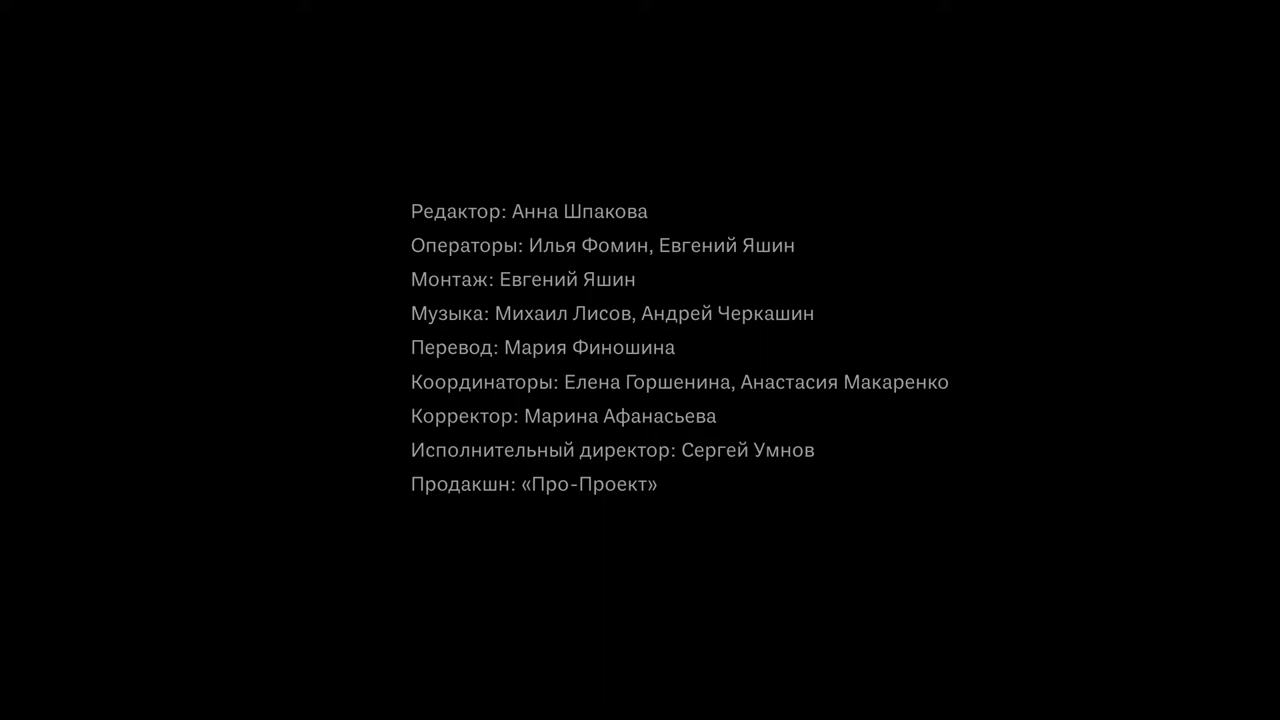 Редактор: Анна Шпакова
Операторы: Илья Фомин, Евгений Яшин
Монтаж: Евгений Яшин
Музыка: Михаил Лисов, Андрей Черкашин
Перевод: Мария Финошина
Координаторы: Елена Горшенина, Анастасия Макаренко
Корректор: Марина Афанасьева
Исполнительный директор: Сергей Умнов
Продакшн: «Про-Проект»